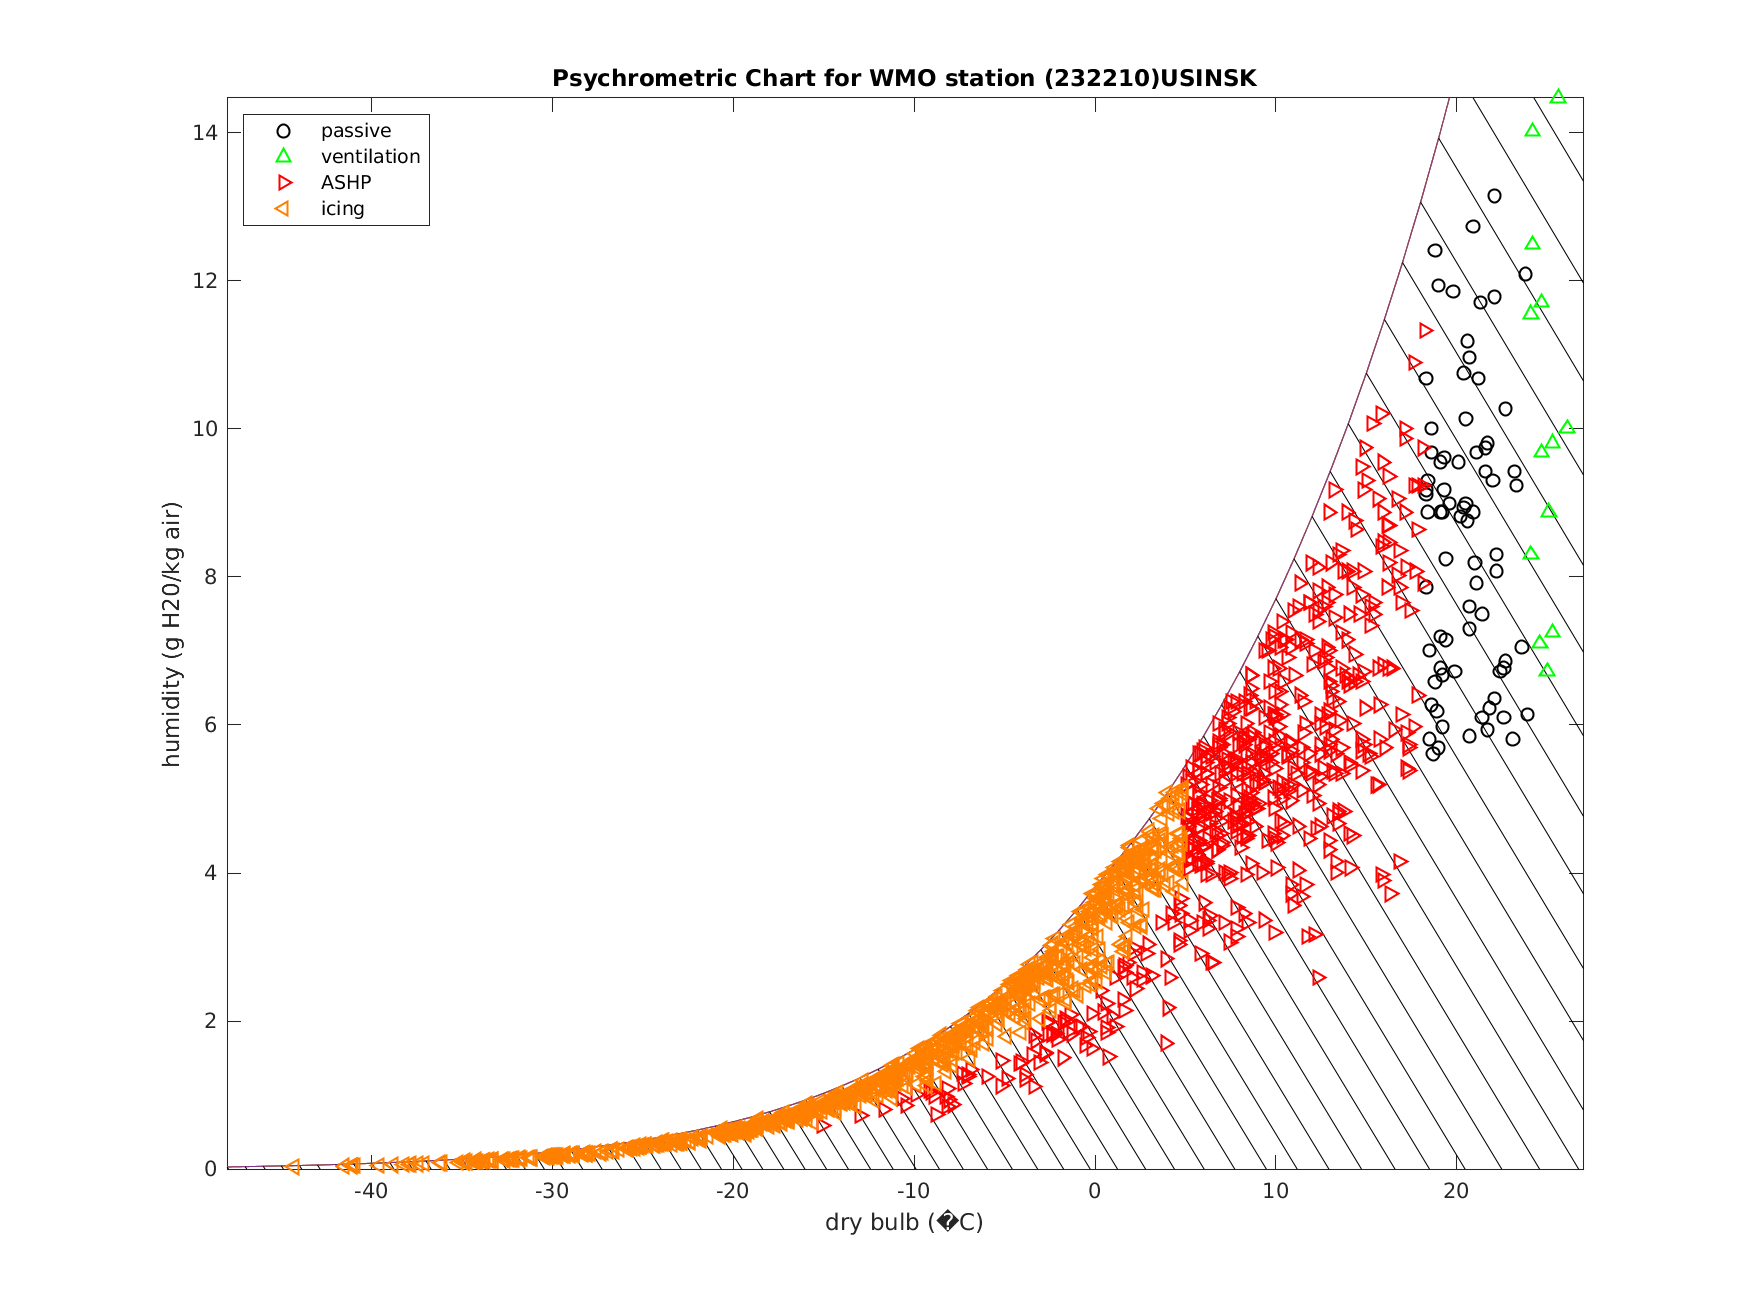 Psychrometric Chart for WMO station (232210)USINSK
passive
ventilation
ASHP
icing
14
12
10
8
6
4
2
0
humidity (g H20/kg air)
-40 -30 -20 -10 0 10 20
dry bulb (�C)